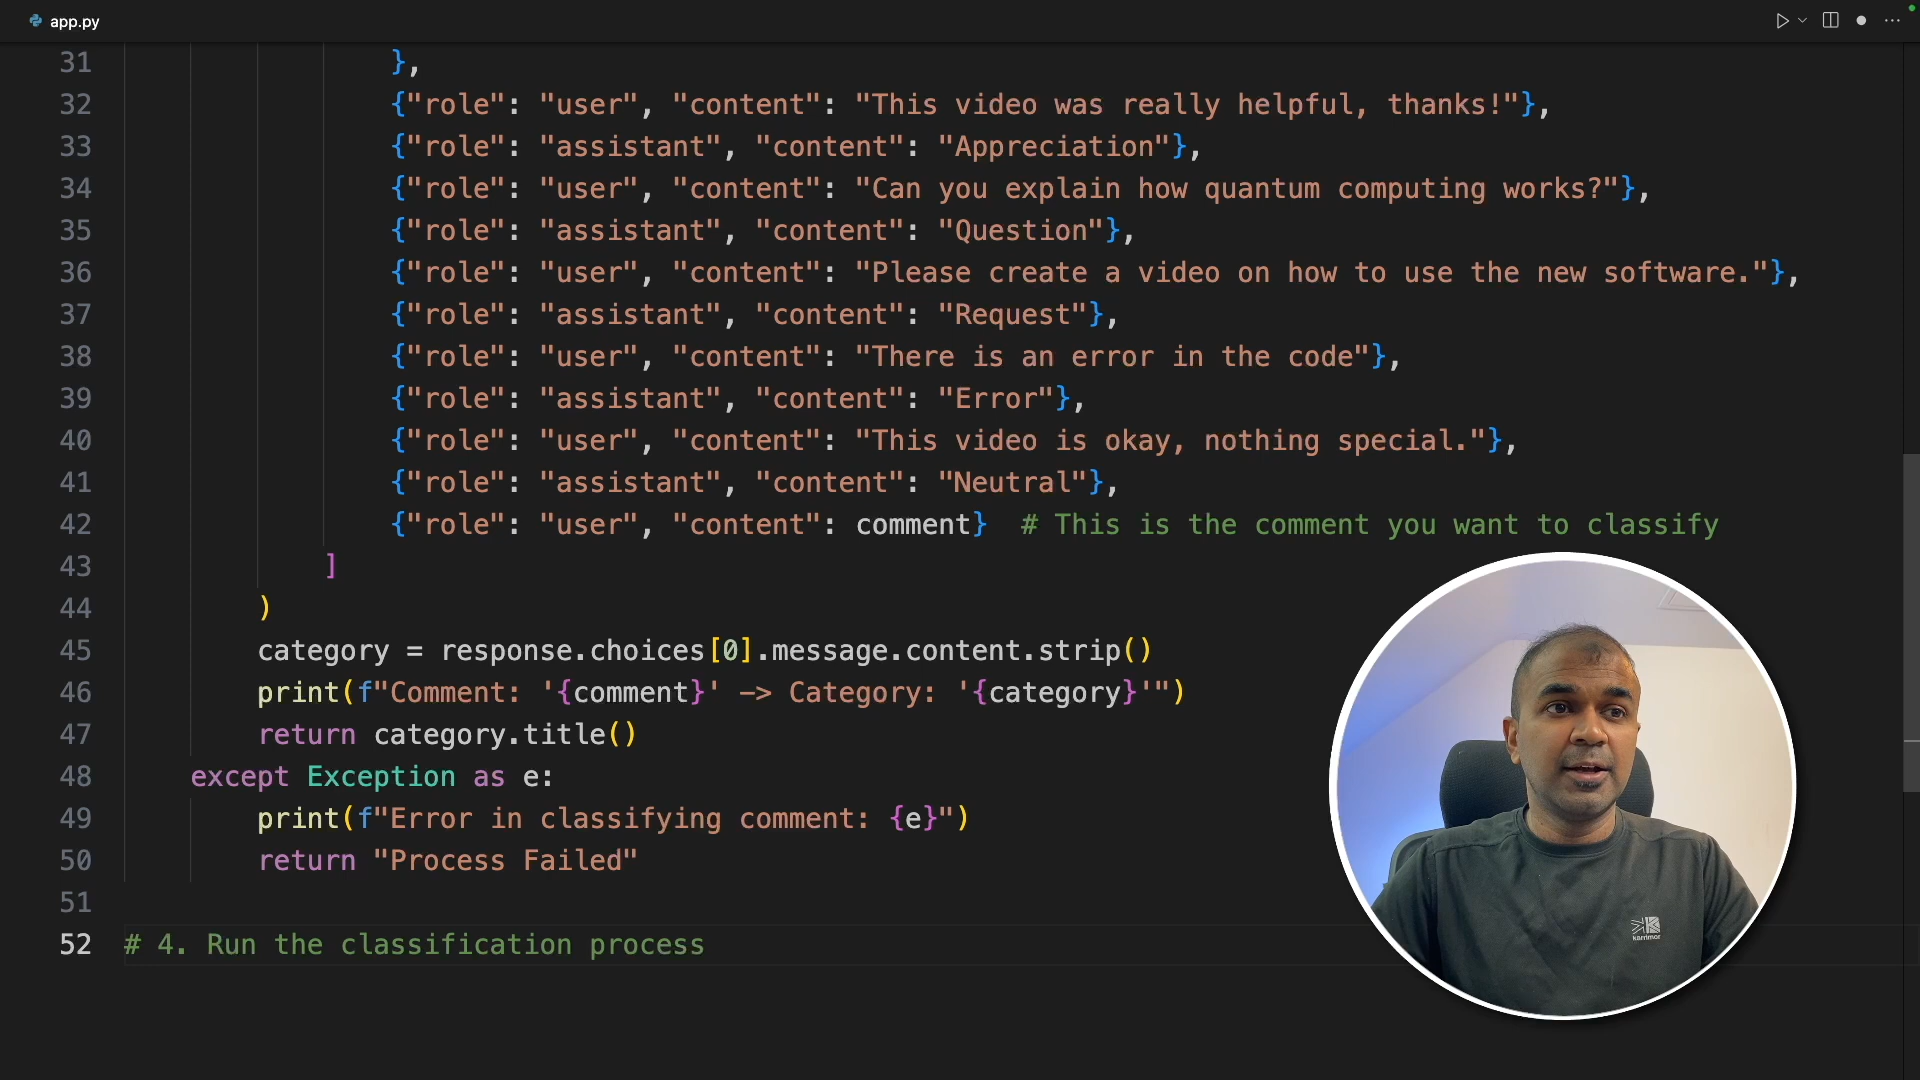 app.py
31 },
32 {"role": "user", "content": "This video was really helpful, thanks!"},
33 {"role": "assistant", "content": "Appreciation"},
34 {"role": "user", "content": "Can you explain how quantum computing works?"},
35 {"role": "assistant", "content": "Question"},
36 {"role": "user", "content": "Please create a video on how to use the new software."},
37 {"role": "assistant", "content": "Request"},
38 {"role": "user", "content": "There is an error in the code"},
39 {"role": "assistant", "content": "Error"},
40 {"role": "user", "content": "This video is okay, nothing special."},
41 {"role": "assistant", "content": "Neutral"},
42 {"role": "user", "content": comment}  # This is the comment you want to classify
43 ]
44 )
45 category = response.choices[0].message.content.strip()
46 print(f"Comment: '{comment}' -> Category: '{category}'")
47 return category.title()
48 except Exception as e:
49 print(f"Error in classifying comment: {e}")
50 return "Process Failed"
51
52 # 4. Run the classification process
karrimor